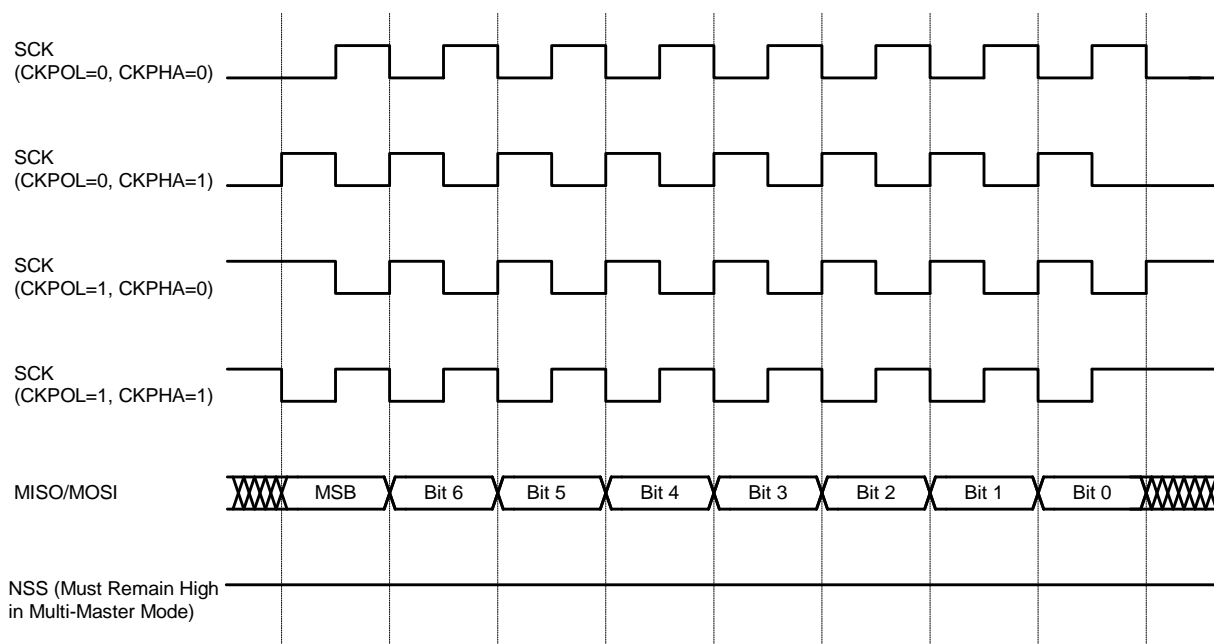 SCK
(CKPOL=0, CKPHA=0)
SCK
(CKPOL=0, CKPHA=1)
SCK
(CKPOL=1, CKPHA=0)
SCK
(CKPOL=1, CKPHA=1)
MISO/MOSI MSB Bit 6 Bit 5 Bit 4 Bit 3 Bit 2 Bit 1 Bit 0
NSS (Must Remain High
in Multi-Master Mode)